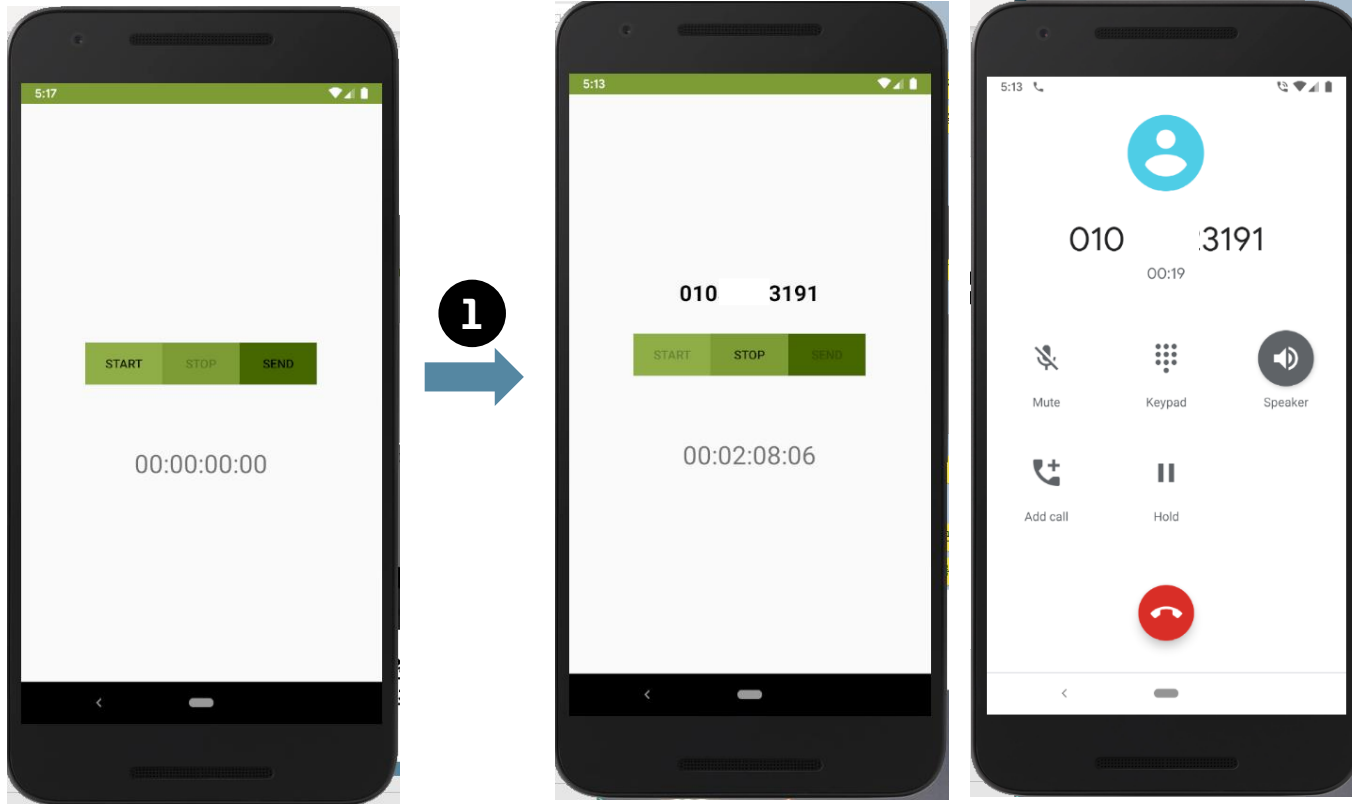 5:17
START STOP SEND
00:00:00:00
1
5:13
010 3191
START STOP SEND
00:02:08:06
5:13
010 3191
00:19
Mute Keypad Speaker
Add call Hold